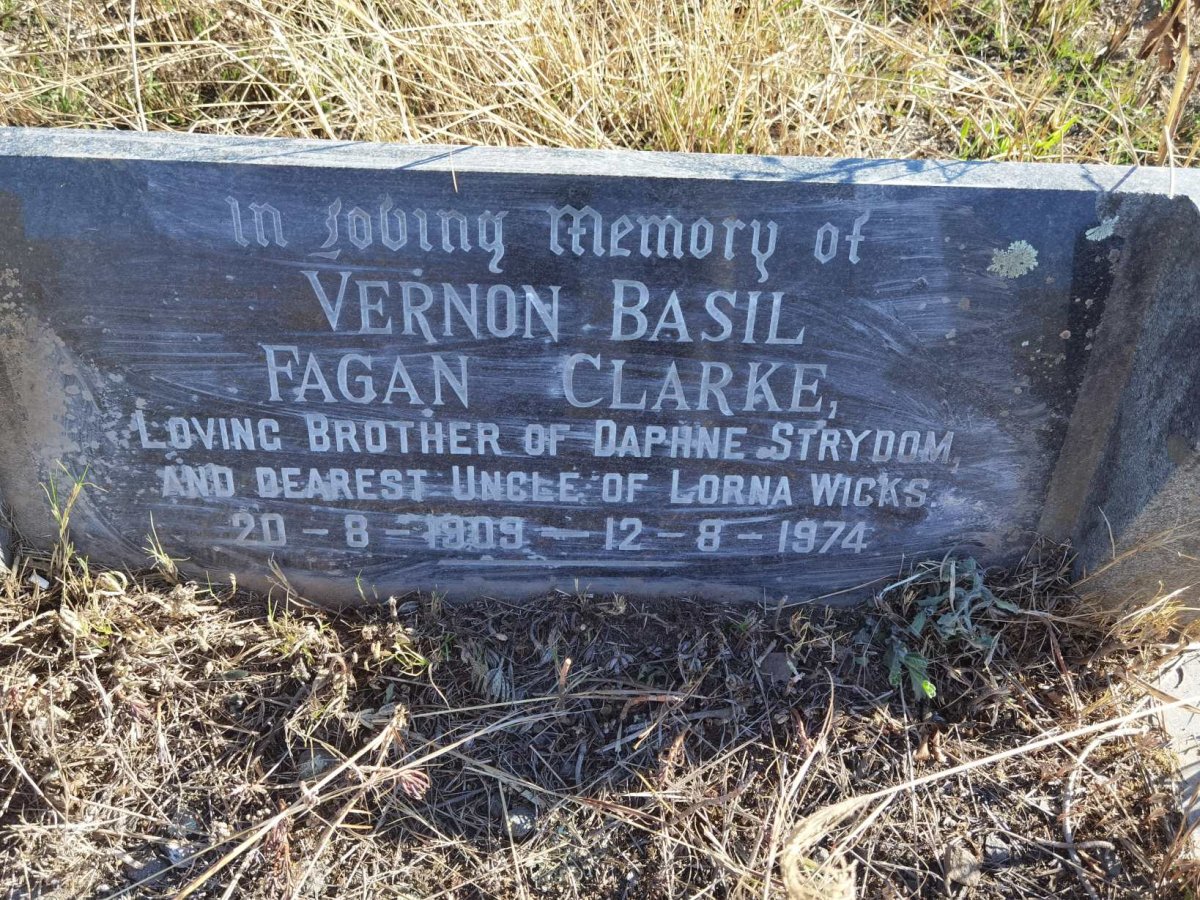 In Loving Memory of
VERNON BASIL
FAGAN CLARKE,
LOVING BROTHER OF DAPHNE STRYDOM,
AND DEAREST UNCLE OF LORNA WICKS.
20 – 8 – 1909 — 12 – 8 – 1974